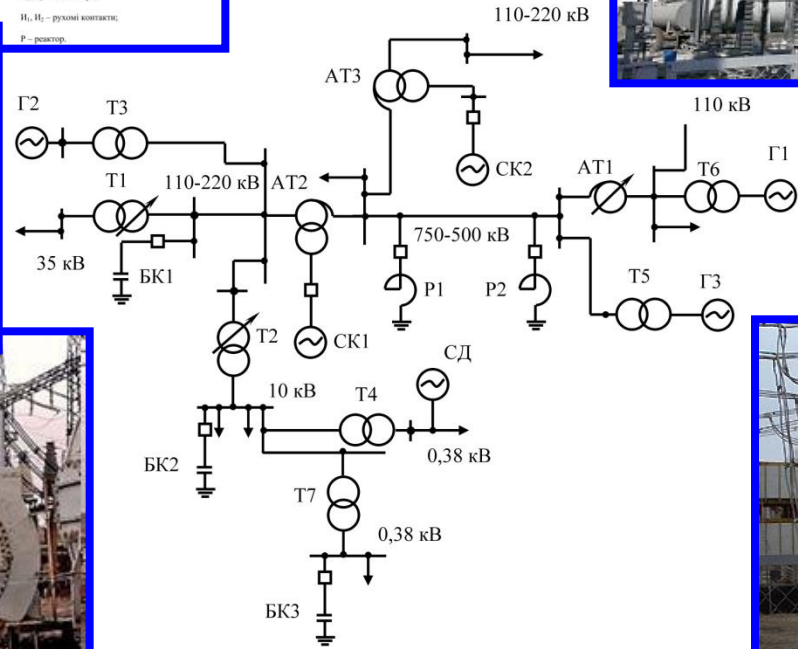 И₁, И₂ – рухомі контакти;
Р – реактор.
110-220 кВ
АТ3
Г2
Т3
110 кВ
СК2
АТ1
Т6
Г1
Т1
110-220 кВ
АТ2
750-500 кВ
35 кВ
БК1
Р1
Р2
Т5
Г3
Т2
СК1
СД
10 кВ
Т4
0,38 кВ
БК2
Т7
0,38 кВ
БК3